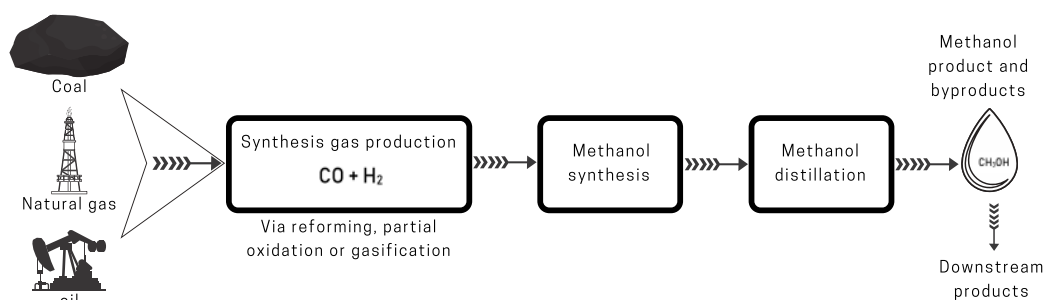 Coal
Natural gas
oil
Synthesis gas production
CO + H₂
Via reforming, partial
oxidation or gasification
Methanol
synthesis
Methanol
distillation
Methanol
product and
byproducts
CH₃OH
Downstream
products